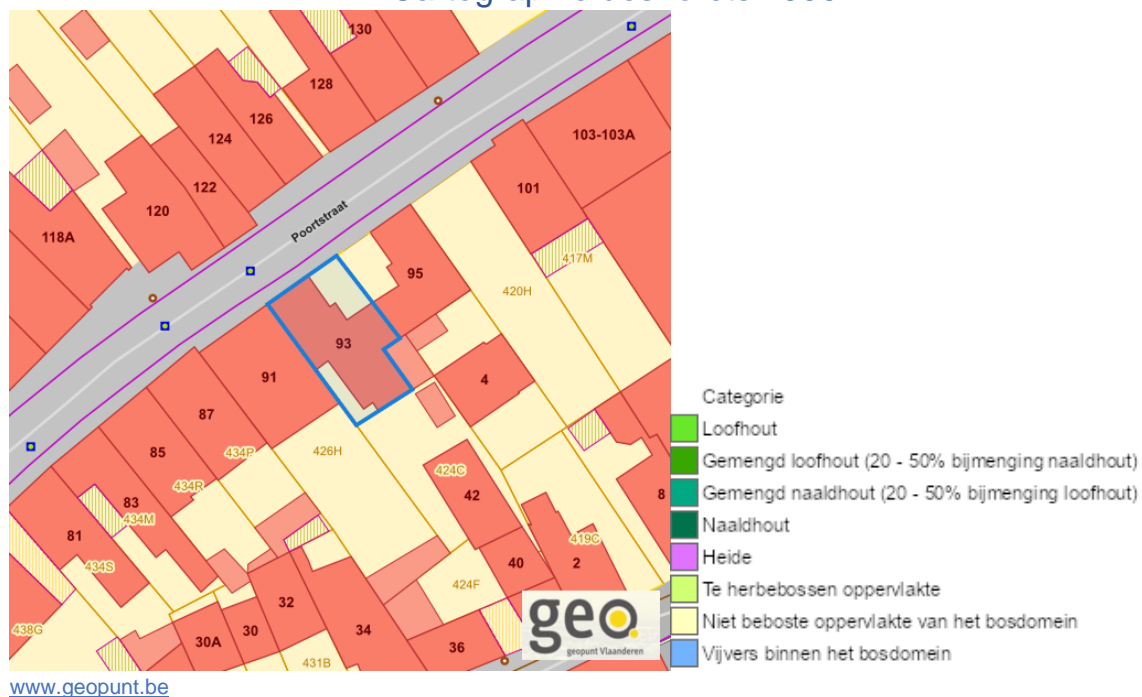 130
128
126
124
103-103A
122
101
120
Poortstraat
118A
417M
95
420H
93
4
91
87
434P
426H
85
424C
434R
42
83
434M
8
81
419C
434S
40
2
424F
32
438G
30
34
30A
36
431B
geo.
geopunt Vlaanderen
Categorie
Loofhout
Gemengd loofhout (20 - 50% bijmenging naaldhout)
Gemengd naaldhout (20 - 50% bijmenging loofhout)
Naaldhout
Heide
Te herbebossen oppervlakte
Niet beboste oppervlakte van het bosdomein
Vijvers binnen het bosdomein
www.geopunt.be